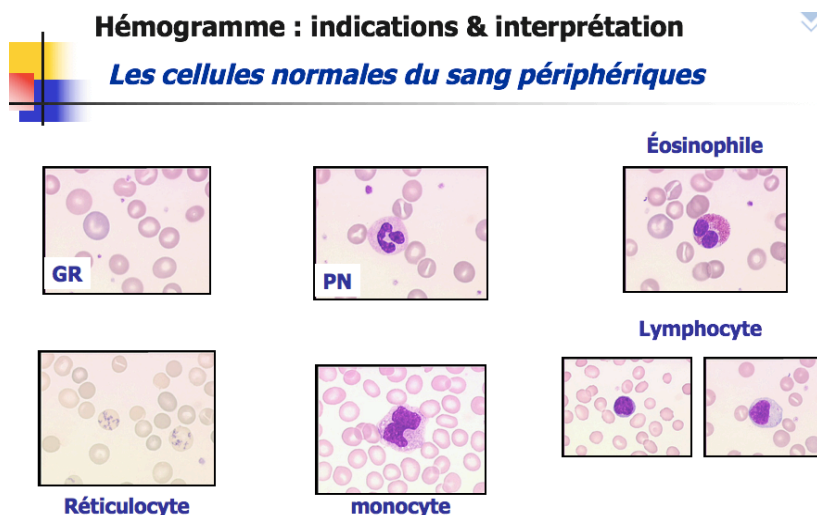 Hémogramme : indications & interprétation
Les cellules normales du sang périphériques
Éosinophile
GR
PN
Lymphocyte
Réticulocyte
monocyte